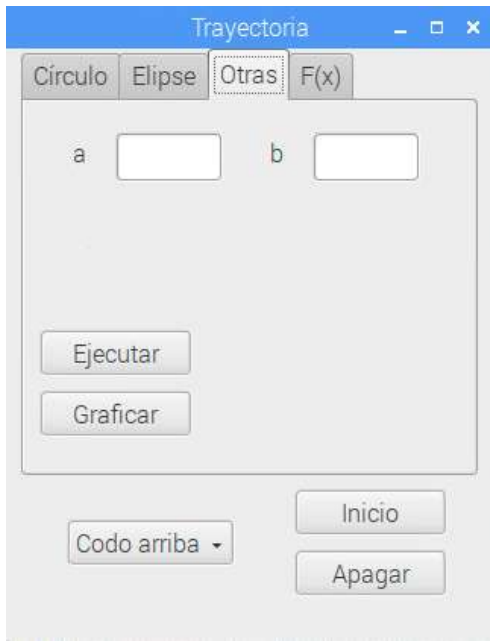 Trayectoria
Círculo Elipse Otras F(x)
a b
Ejecutar
Graficar
Inicio
Codo arriba
Apagar